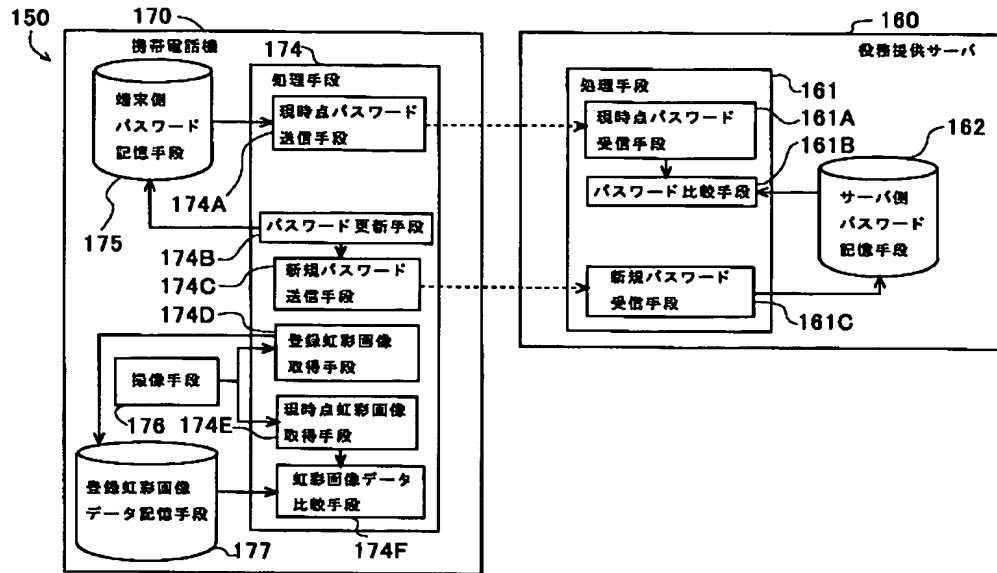 150
170
携帯電話機
端末側
パスワード
記憶手段
175
174
処理手段
現時点パスワード
送信手段
174A
パスワード更新手段
174B
新規パスワード
送信手段
174C
登録虹彩画像
取得手段
174D
撮像手段
176
現時点虹彩画像
取得手段
174E
登録虹彩画像
データ記憶手段
177
虹彩画像データ
比較手段
174F
160
役務提供サーバ
処理手段
161
現時点パスワード
受信手段
161A
パスワード比較手段
161B
162
サーバ側
パスワード
記憶手段
新規パスワード
受信手段
161C